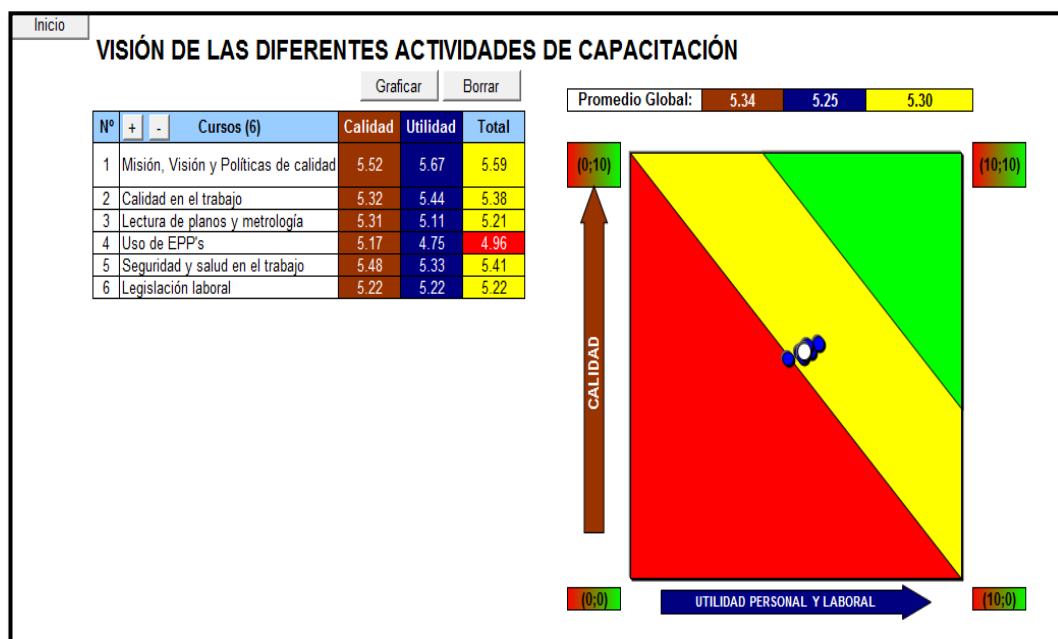 Inicio
VISIÓN DE LAS DIFERENTES ACTIVIDADES DE CAPACITACIÓN
Graficar Borrar
Promedio Global: 5.34 5.25 5.30
Nº + - Cursos (6) Calidad Utilidad Total
1 Misión, Visión y Políticas de calidad 5.52 5.67 5.59
2 Calidad en el trabajo 5.32 5.44 5.38
3 Lectura de planos y metrología 5.31 5.11 5.21
4 Uso de EPP's 5.17 4.75 4.96
5 Seguridad y salud en el trabajo 5.48 5.33 5.41
6 Legislación laboral 5.22 5.22 5.22
(0;10)
(10;10)
CALIDAD
(0;0)
UTILIDAD PERSONAL Y LABORAL
(10;0)